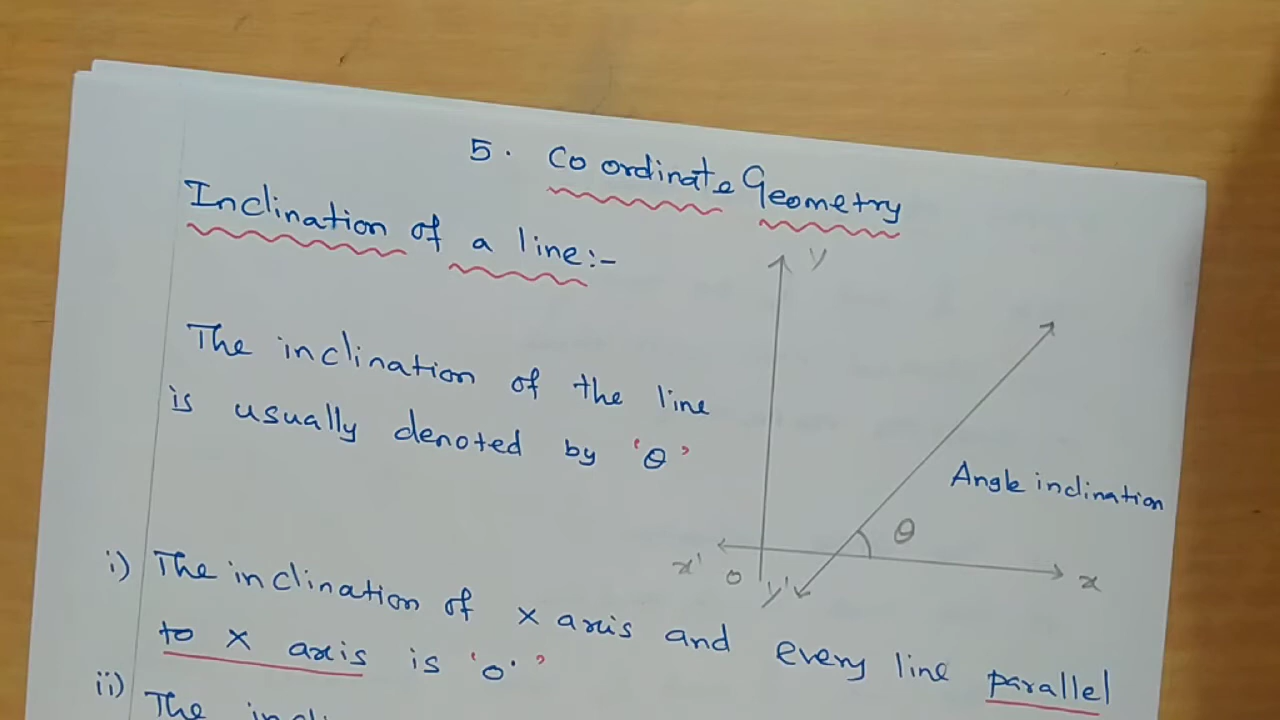 5. Co ordinate Geometry
Inclination of a line:-
The inclination of the line
is usually denoted by 'θ'
y
Angle inclination
θ
x' o y' x
i) The inclination of x axis and every line parallel
to x axis is '0°'
ii) The